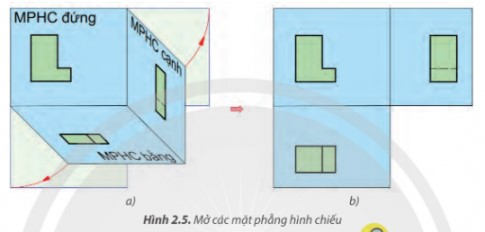 MPHC đứng
MPHC cạnh
MPHC bằng
a)
b)
Hình 2.5. Mở các mặt phẳng hình chiếu